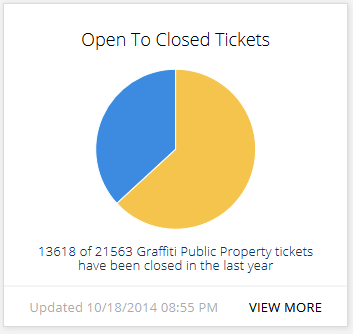 Open To Closed Tickets
13618 of 21563 Graffiti Public Property tickets
have been closed in the last year
Updated 10/18/2014 08:55 PM VIEW MORE